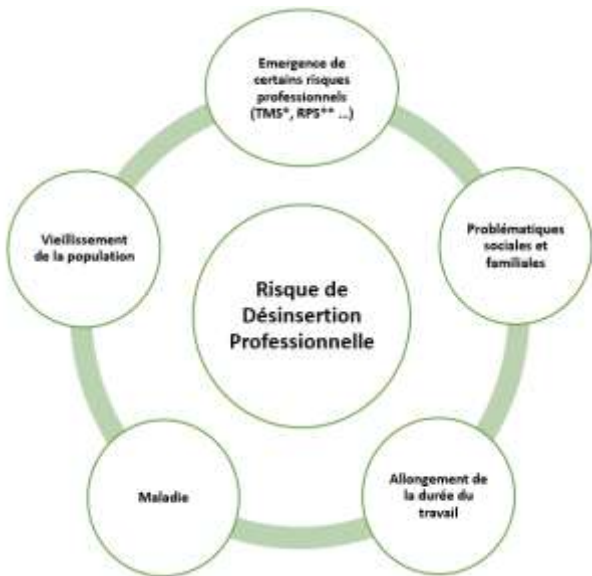 Emergence de
certains risques
professionnels
(TMS*, RPS** ...)
Vieillissement
de la population
Problématiques
sociales et
familiales
Risque de
Désinsertion
Professionnelle
Maladie
Allongement de
la durée du
travail